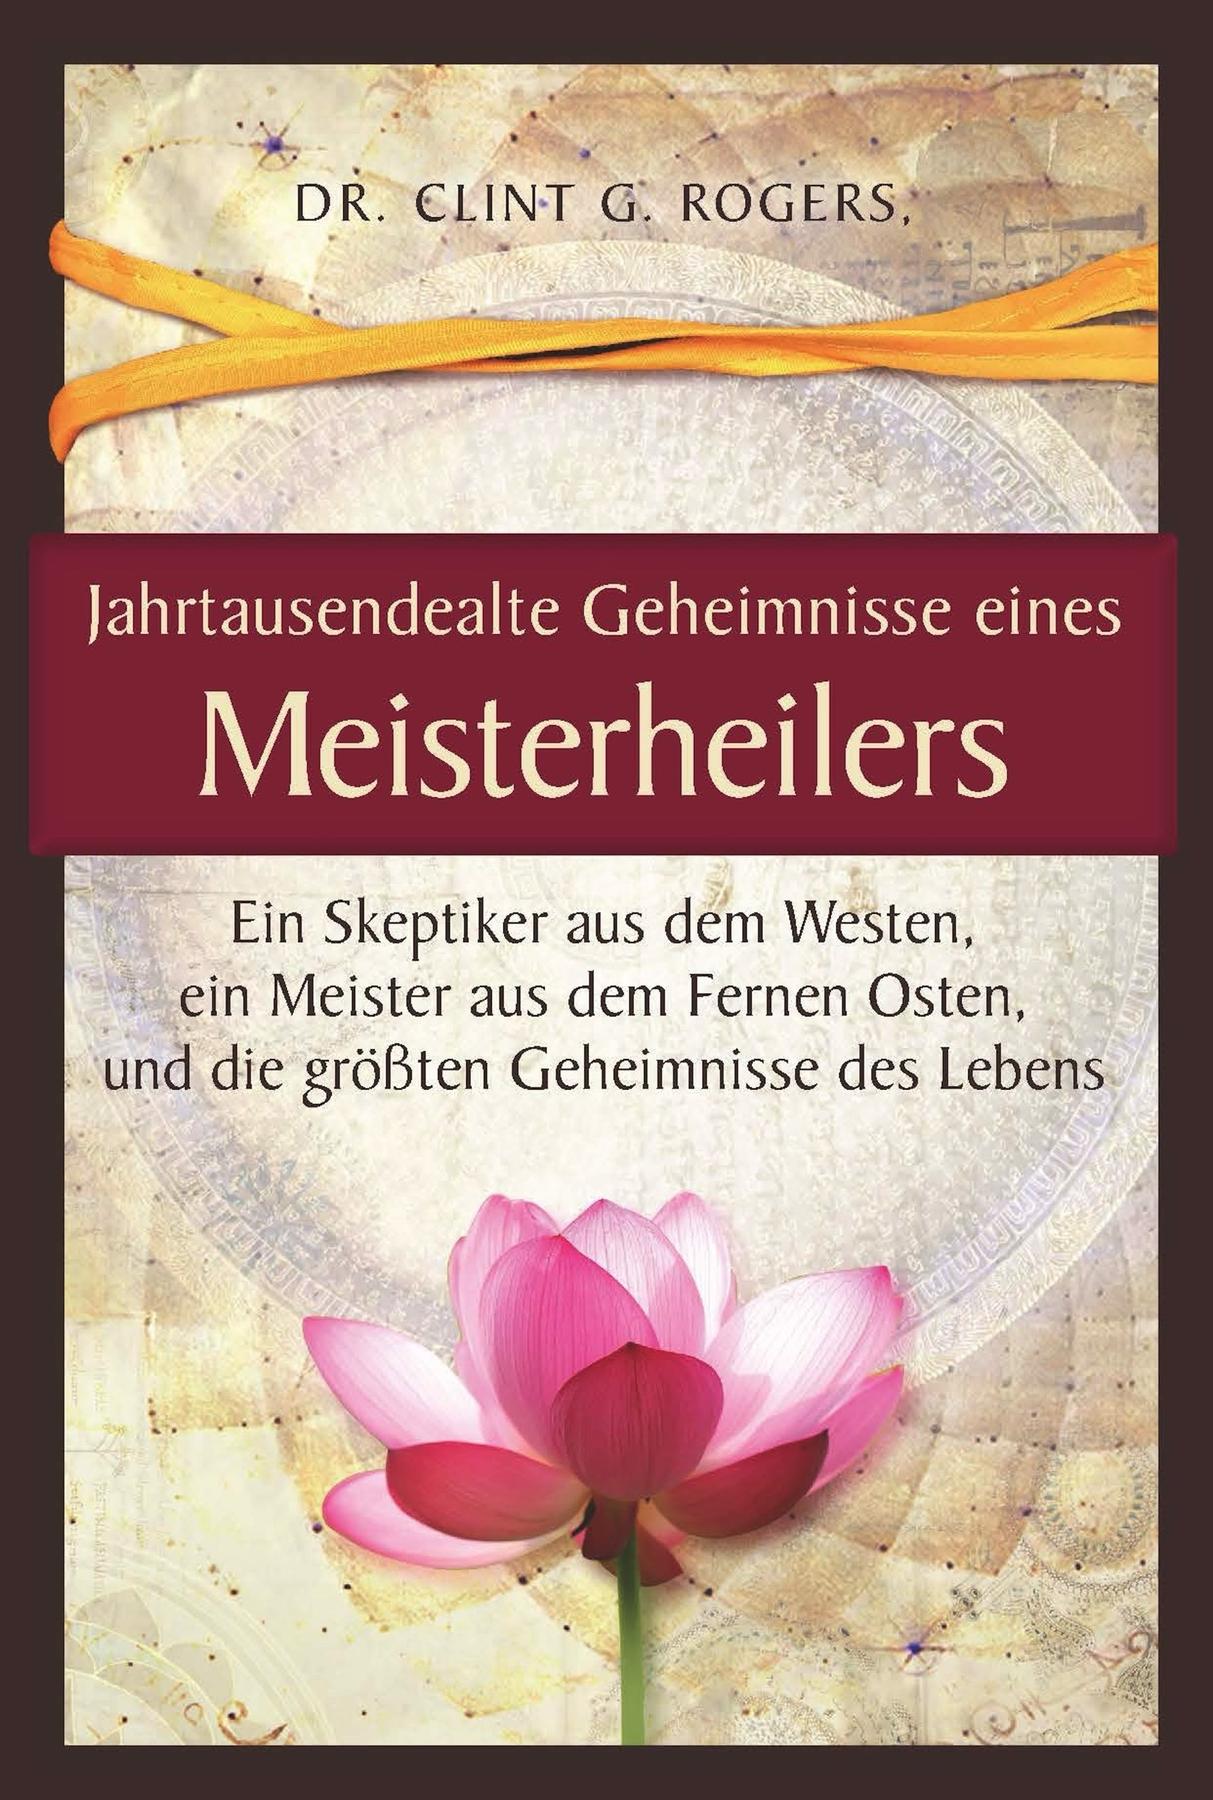 DR. CLINT G. ROGERS,
Jahrtausendealte Geheimnisse eines
Meisterheilers
Ein Skeptiker aus dem Westen,
ein Meister aus dem Fernen Osten,
und die größten Geheimnisse des Lebens